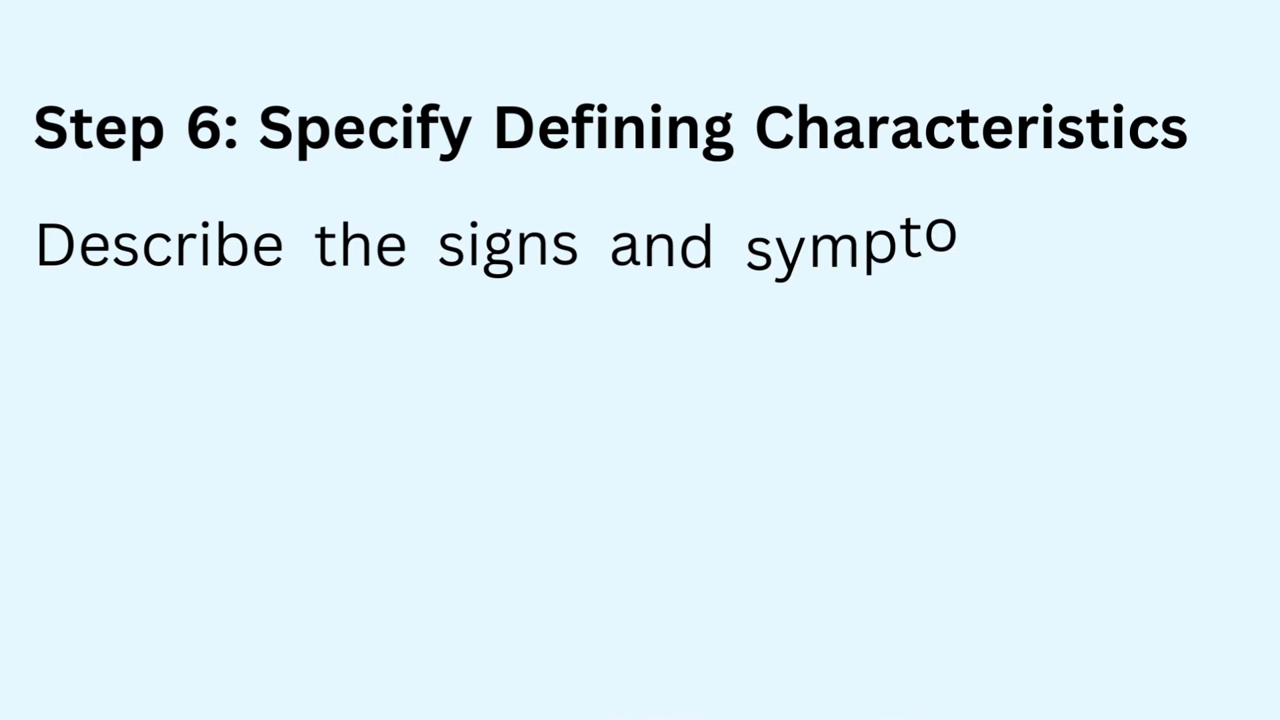 Step 6: Specify Defining Characteristics
Describe the signs and sympto